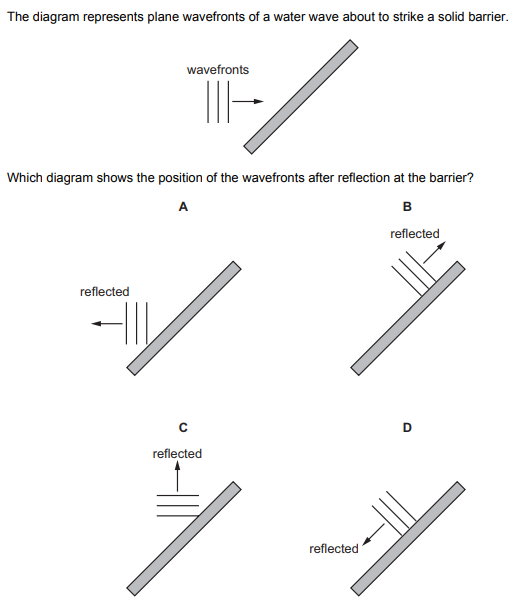 The diagram represents plane wavefronts of a water wave about to strike a solid barrier.
wavefronts
Which diagram shows the position of the wavefronts after reflection at the barrier?
A
B
reflected
reflected
C
D
reflected
reflected